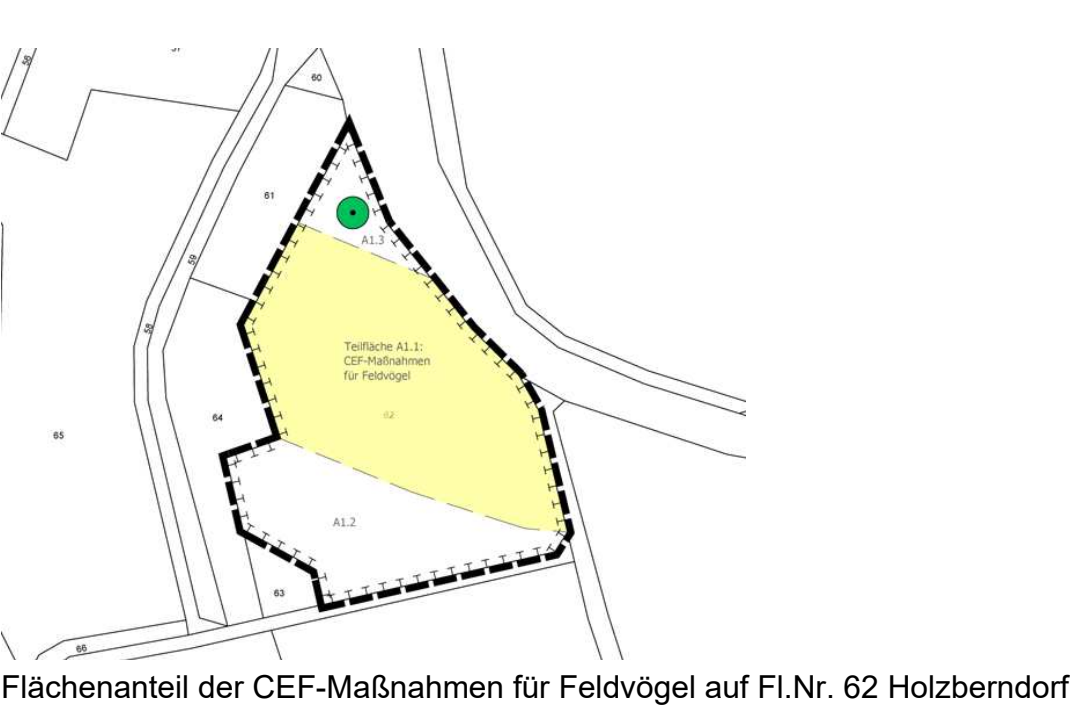 56
60
61
A1.3
59
58
Teilfläche A1.1:
CEF-Maßnahmen
für Feldvögel
62
64
65
A1.2
63
66
Flächenanteil der CEF-Maßnahmen für Feldvögel auf Fl.Nr. 62 Holzberndorf